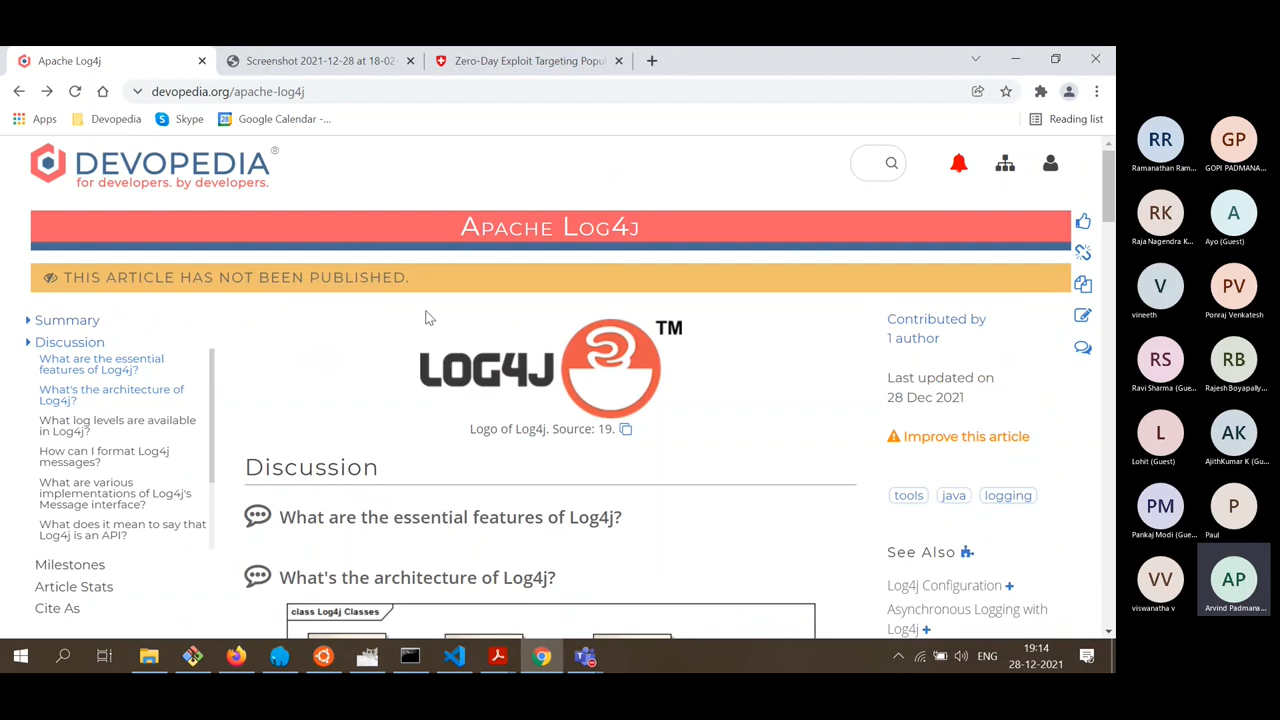 Apache Log4j
Screenshot 2021-12-28 at 18-02-
Zero-Day Exploit Targeting Popul
devopedia.org/apache-log4j
Apps
Devopedia
Skype
Google Calendar -...
Reading list
DEVOPEDIA®
for developers. by developers.
APACHE LOG4J
THIS ARTICLE HAS NOT BEEN PUBLISHED.
Summary
Discussion
What are the essential
features of Log4j?
What's the architecture of
Log4j?
What log levels are available
in Log4j?
How can I format Log4j
messages?
What are various
implementations of Log4j's
Message interface?
What does it mean to say that
Log4j is an API?
Milestones
Article Stats
Cite As
LOG4J TM
Logo of Log4j. Source: 19.
Discussion
What are the essential features of Log4j?
What's the architecture of Log4j?
class Log4j Classes
Contributed by
1 author
Last updated on
28 Dec 2021
Improve this article
tools
java
logging
See Also
Log4j Configuration +
Asynchronous Logging with
Log4j +
ENG
19:14
28-12-2021
RR
Ramanathan Ram...
GP
GOPI PADMANA...
RK
Raja Nagendra K...
A
Ayo (Guest)
V
vineeth
PV
Ponraj Venkatesh
RS
Ravi Sharma (Gue...
RB
Rajesh Boyapally...
L
Lohit (Guest)
AK
AjithKumar K (Gu...
PM
Pankaj Modi (Gue...
P
Paul
VV
viswanatha v
AP
Arvind Padmana...